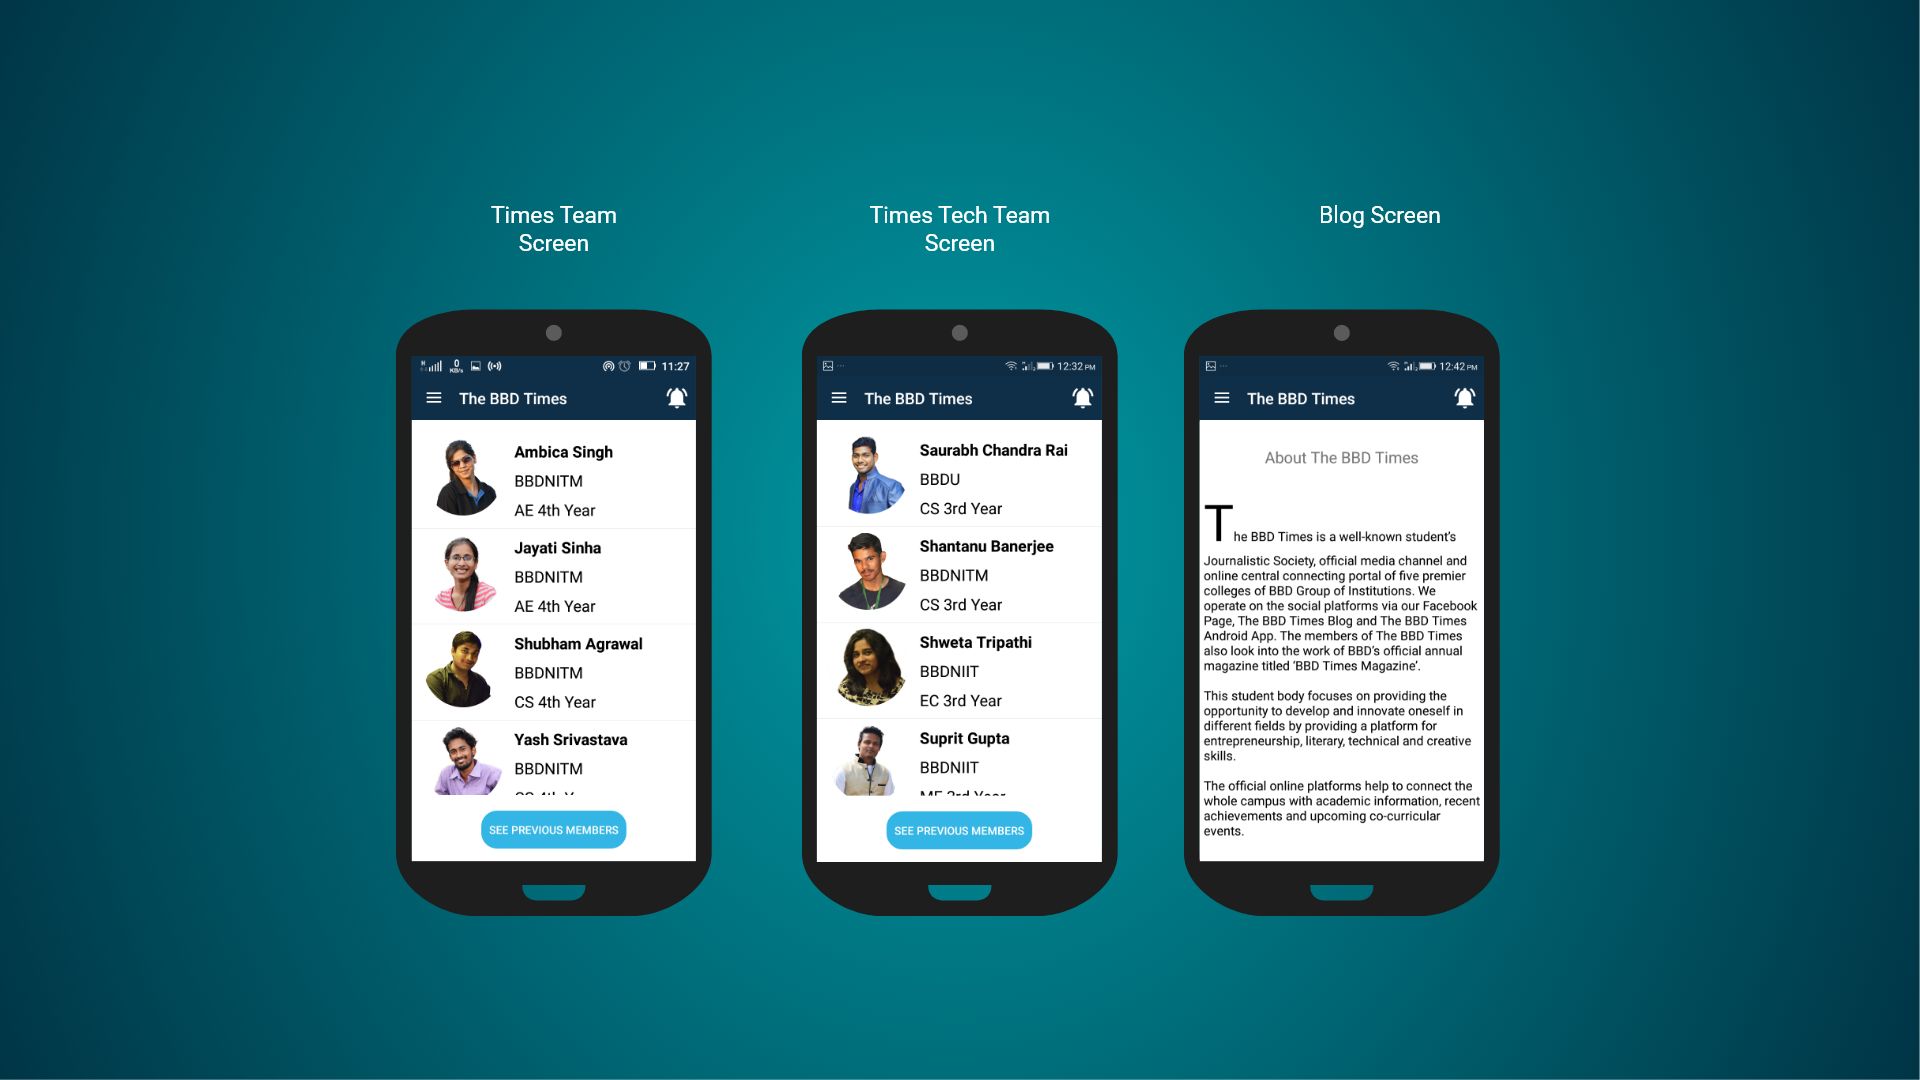 Times Team
Screen
Times Tech Team
Screen
Blog Screen
0
KB/s
11:27
The BBD Times
Ambica Singh
BBDNITM
AE 4th Year
Jayati Sinha
BBDNITM
AE 4th Year
Shubham Agrawal
BBDNITM
CS 4th Year
Yash Srivastava
BBDNITM
SEE PREVIOUS MEMBERS
12:32 PM
The BBD Times
Saurabh Chandra Rai
BBDU
CS 3rd Year
Shantanu Banerjee
BBDNITM
CS 3rd Year
Shweta Tripathi
BBDNIIT
EC 3rd Year
Suprit Gupta
BBDNIIT
ME 3rd Year
SEE PREVIOUS MEMBERS
12:42 PM
The BBD Times
About The BBD Times
The BBD Times is a well-known student's
Journalistic Society, official media channel and
online central connecting portal of five premier
colleges of BBD Group of Institutions. We
operate on the social platforms via our Facebook
Page, The BBD Times Blog and The BBD Times
Android App. The members of The BBD Times
also look into the work of BBD's official annual
magazine titled ‘BBD Times Magazine’.
This student body focuses on providing the
opportunity to develop and innovate oneself in
different fields by providing a platform for
entrepreneurship, literary, technical and creative
skills.
The official online platforms help to connect the
whole campus with academic information, recent
achievements and upcoming co-curricular
events.